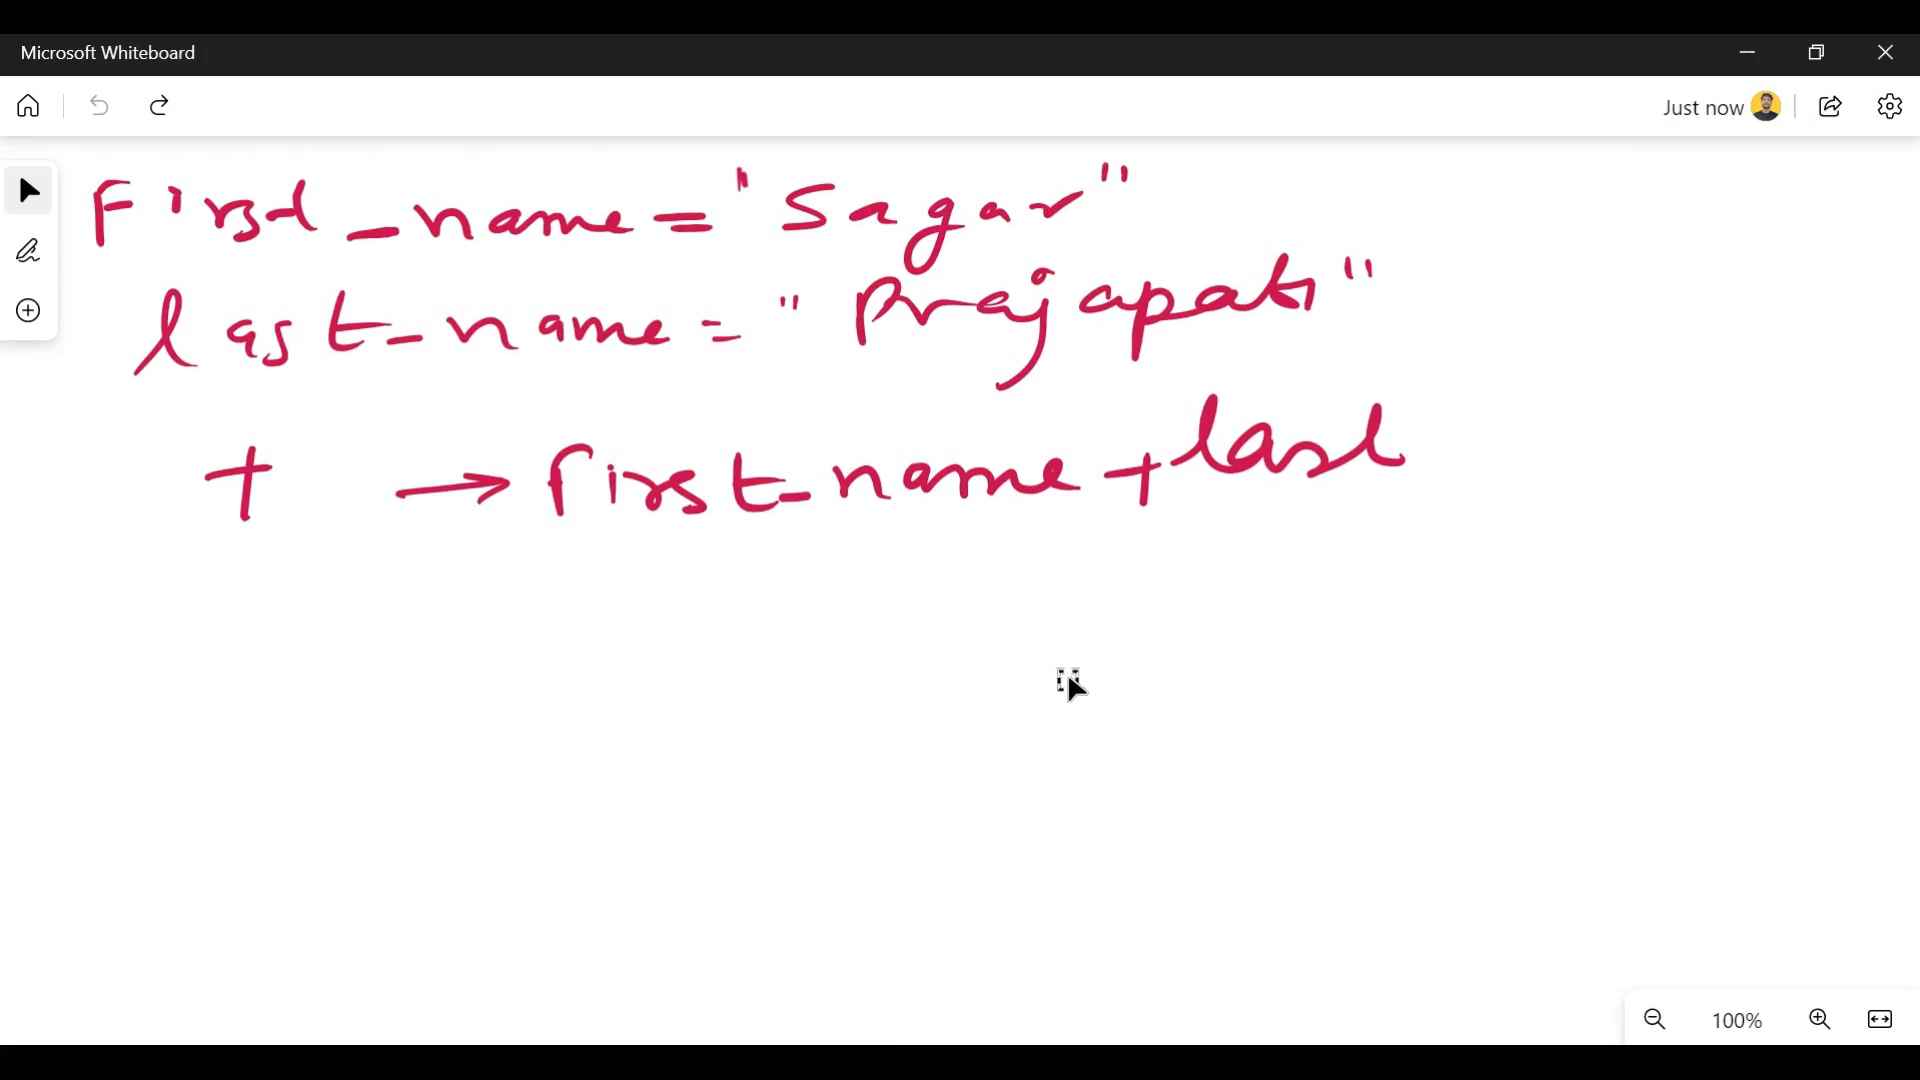 Microsoft Whiteboard
Just now
First_name = "Sagar"
last_name = "Prajapati"
+ → first_name + last
100%